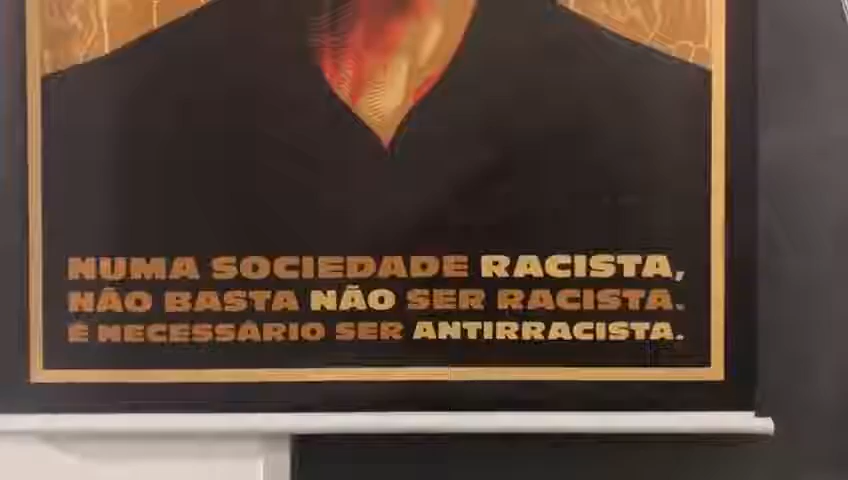 NUMA SOCIEDADE RACISTA,
NÃO BASTA NÃO SER RACISTA.
É NECESSÁRIO SER ANTIRRACISTA.